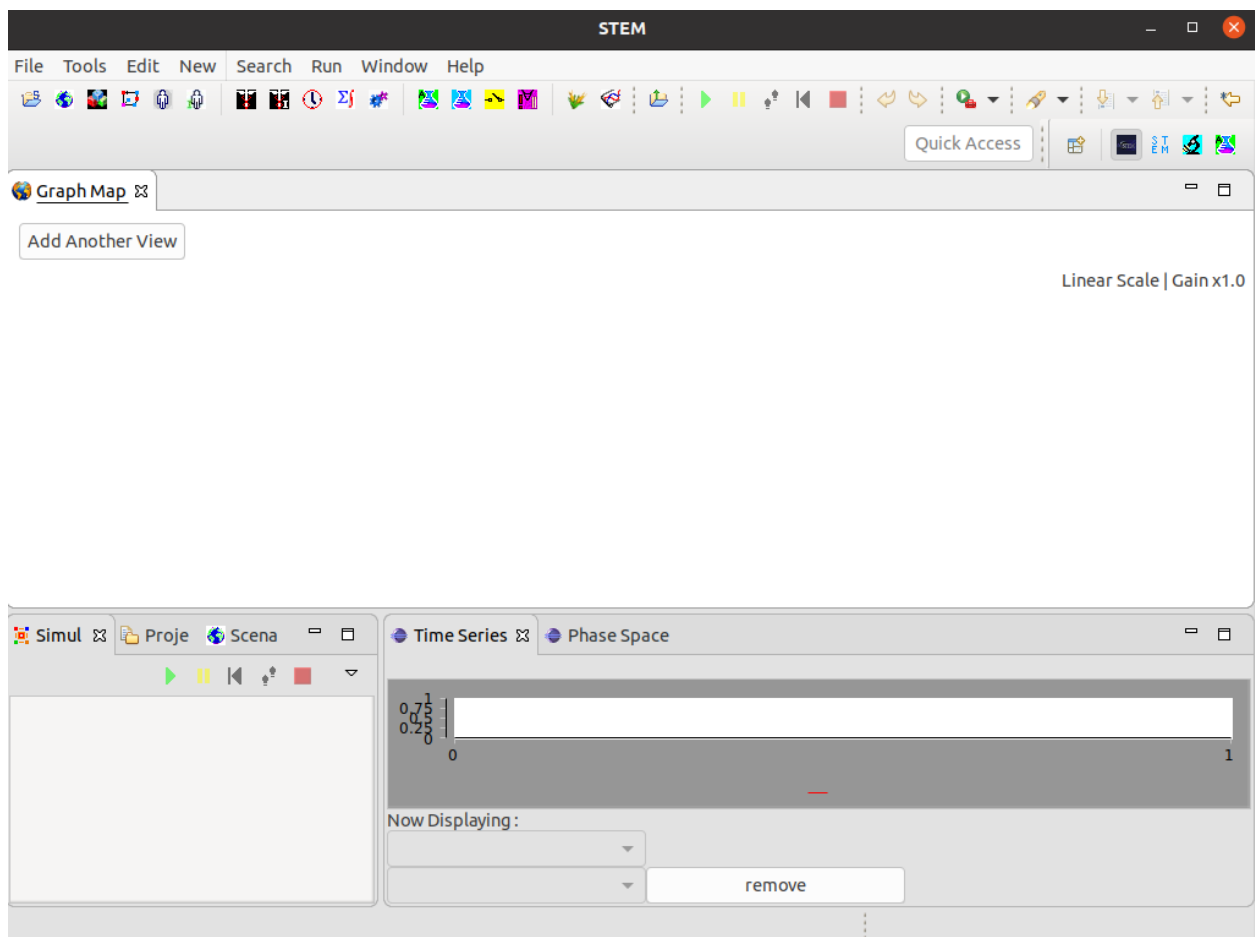 STEM
File Tools Edit New Search Run Window Help
Quick Access
S T
E M
Graph Map
Add Another View
Linear Scale | Gain x1.0
Simul Proje Scena
Time Series Phase Space
1
0.75
0.5
0.25
0
0 1
Now Displaying :
remove